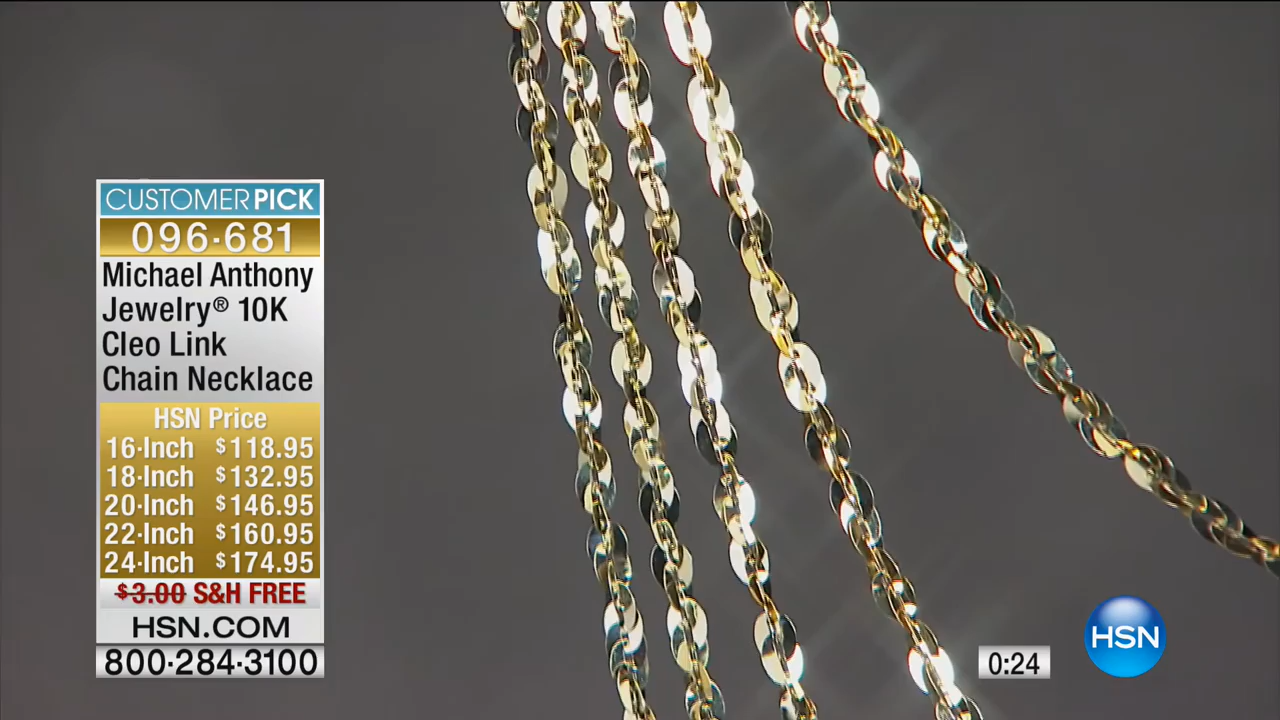 CUSTOMERPICK
096·681
Michael Anthony
Jewelry® 10K
Cleo Link
Chain Necklace
HSN Price
16-Inch $118.95
18-Inch $132.95
20-Inch $146.95
22-Inch $160.95
24-Inch $174.95
$3.00 S&H FREE
HSN.COM
800·284·3100
0:24
HSN